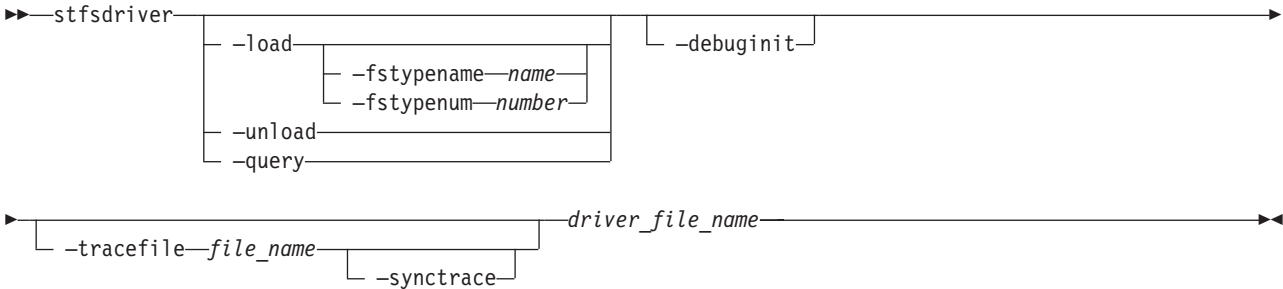 stfsdriver
–load –debuginit
–fstypename name
–fstypenum number
–unload
–query
driver_file_name
–tracefile file_name
–synctrace